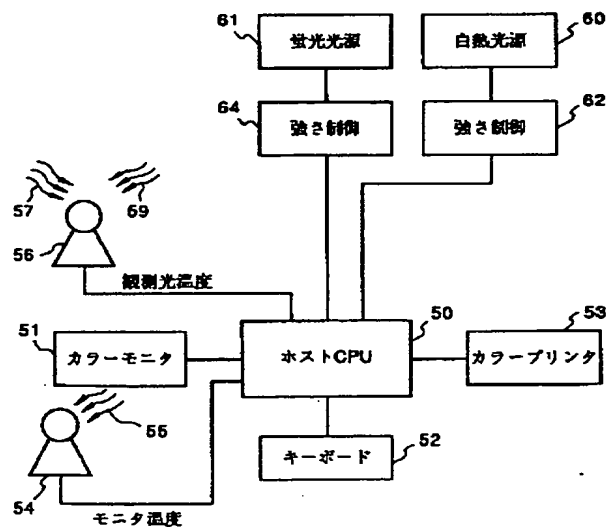 61
蛍光光源
60
白熱光源
64
強さ制御
62
強さ制御
57
59
56
観測光温度
51
カラーモニタ
50
ホストCPU
53
カラープリンタ
55
54
モニタ温度
52
キーボード